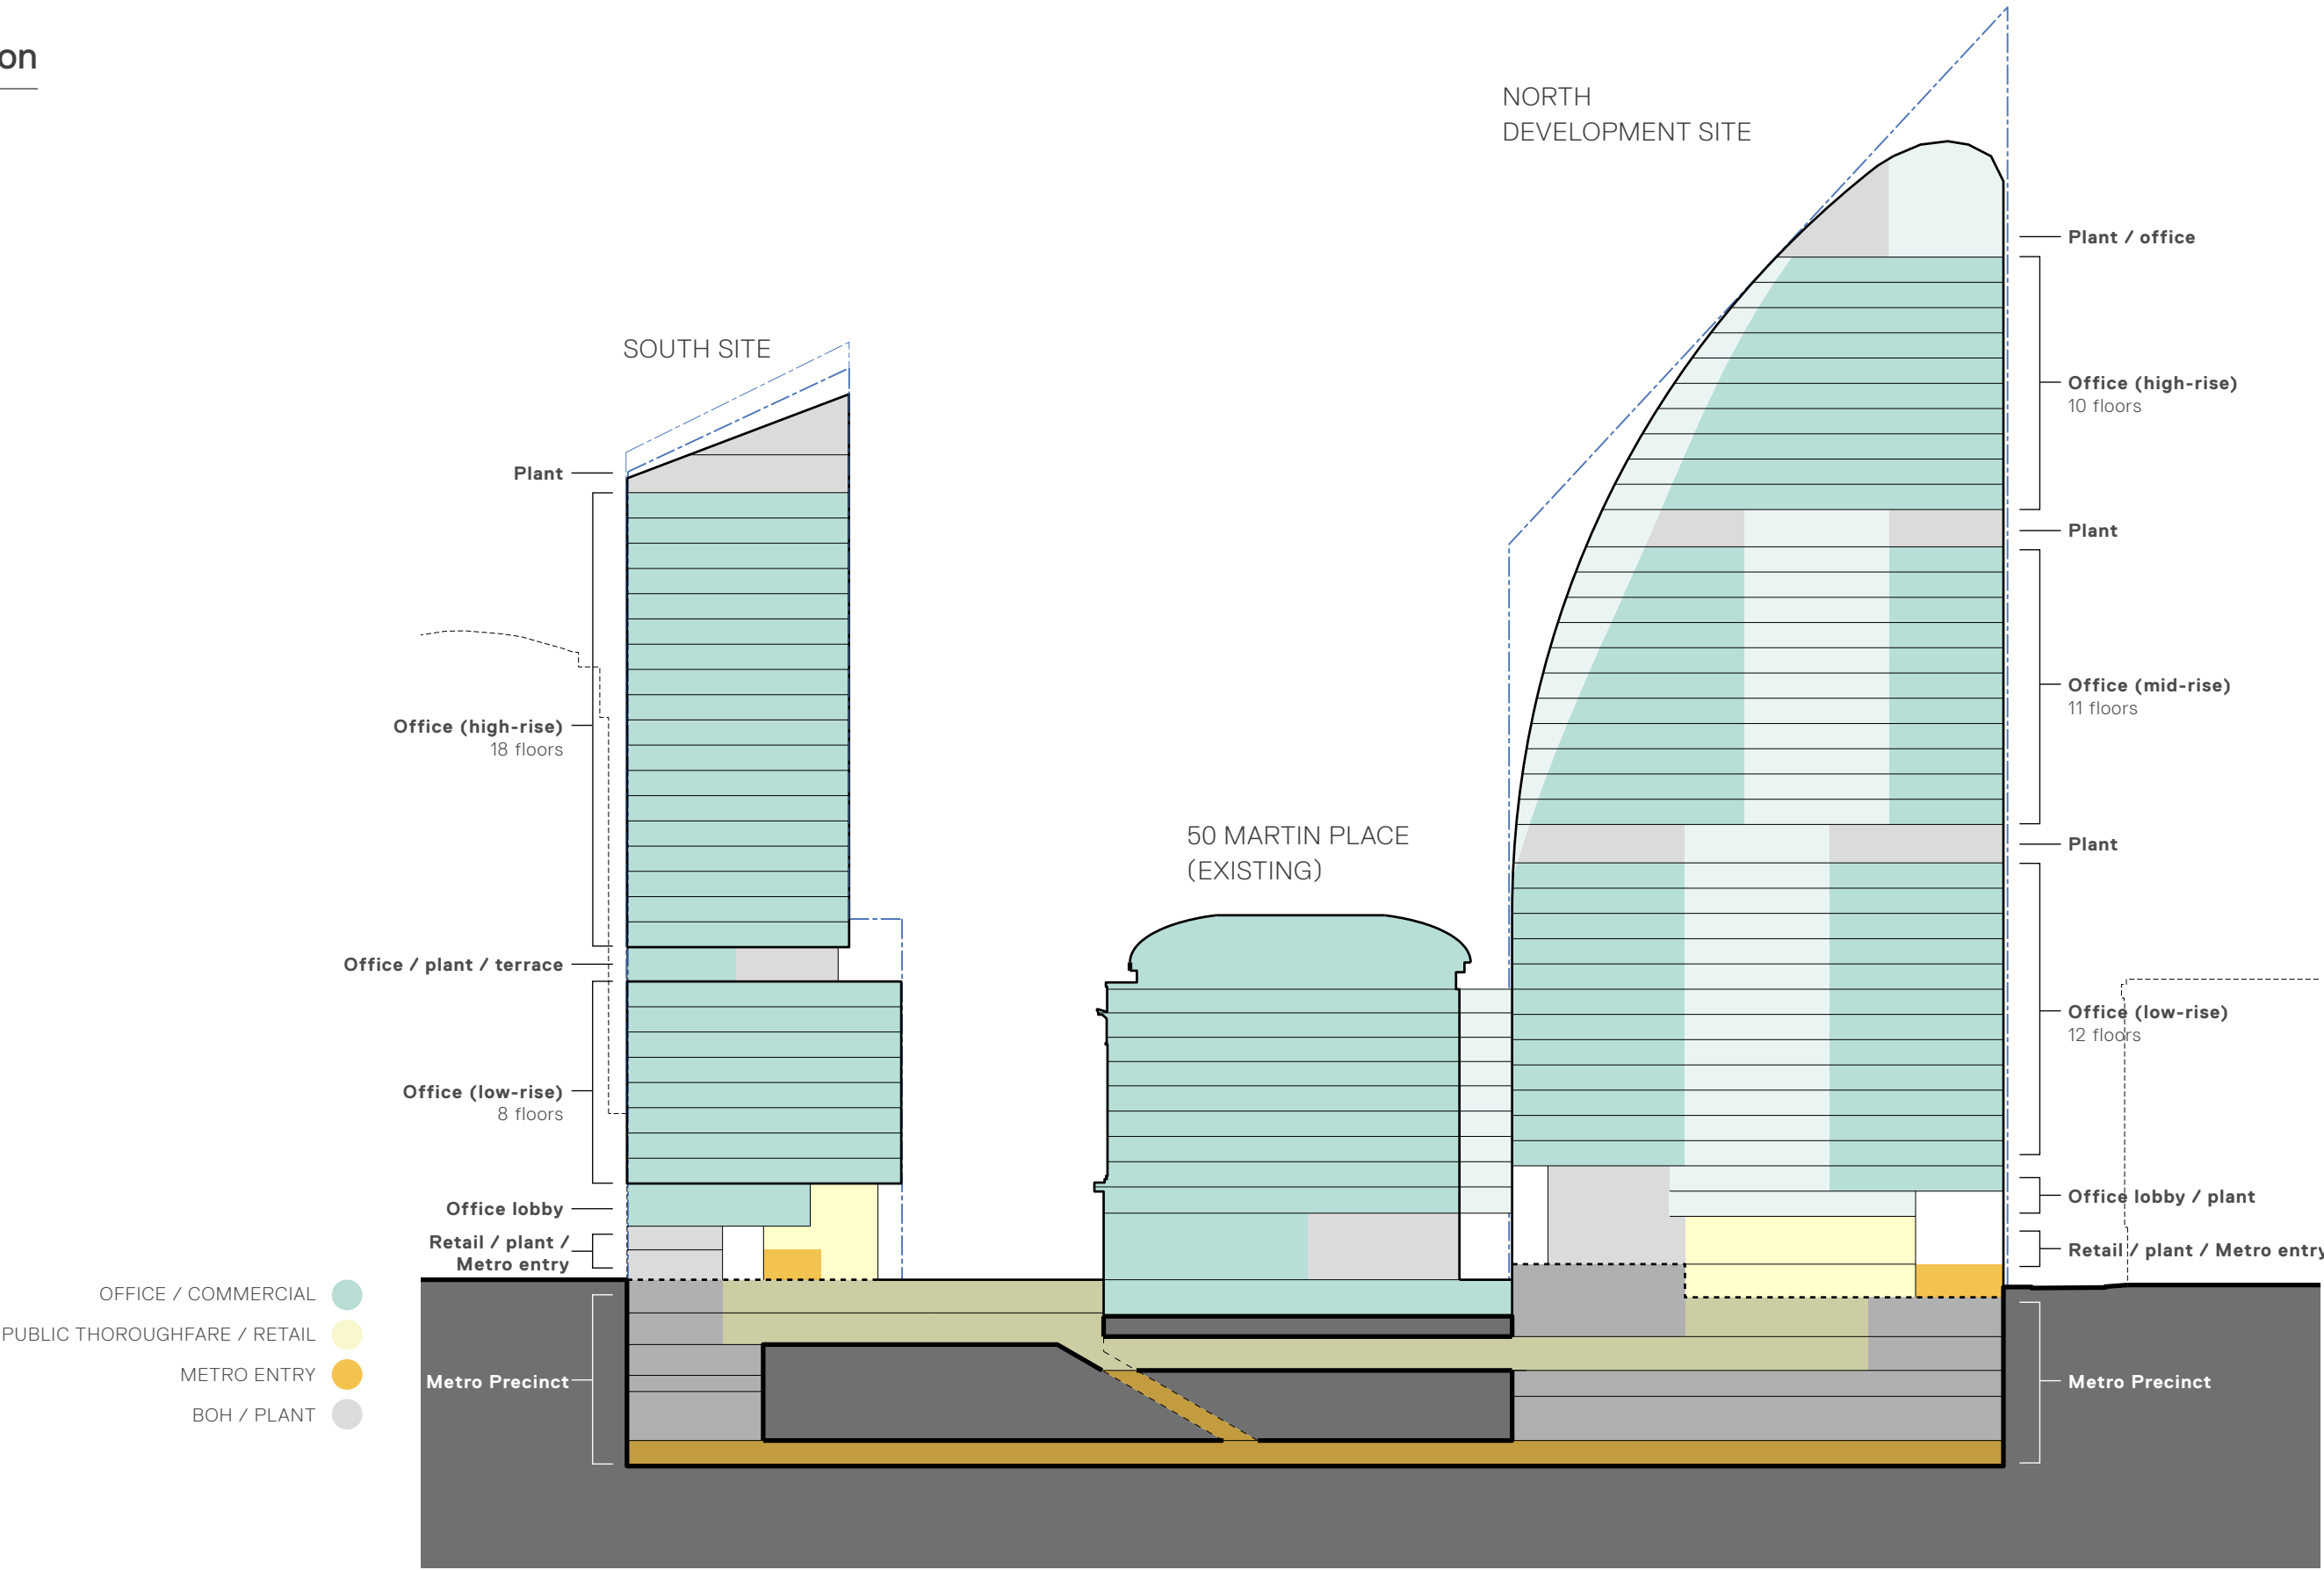 on
NORTH
DEVELOPMENT SITE
SOUTH SITE
50 MARTIN PLACE
(EXISTING)
Plant
Office (high-rise)
18 floors
Office / plant / terrace
Office (low-rise)
8 floors
Office lobby
Retail / plant /
Metro entry
Metro Precinct
Plant / office
Office (high-rise)
10 floors
Plant
Office (mid-rise)
11 floors
Plant
Office (low-rise)
12 floors
Office lobby / plant
Retail / plant / Metro entry
Metro Precinct
OFFICE / COMMERCIAL
PUBLIC THOROUGHFARE / RETAIL
METRO ENTRY
BOH / PLANT